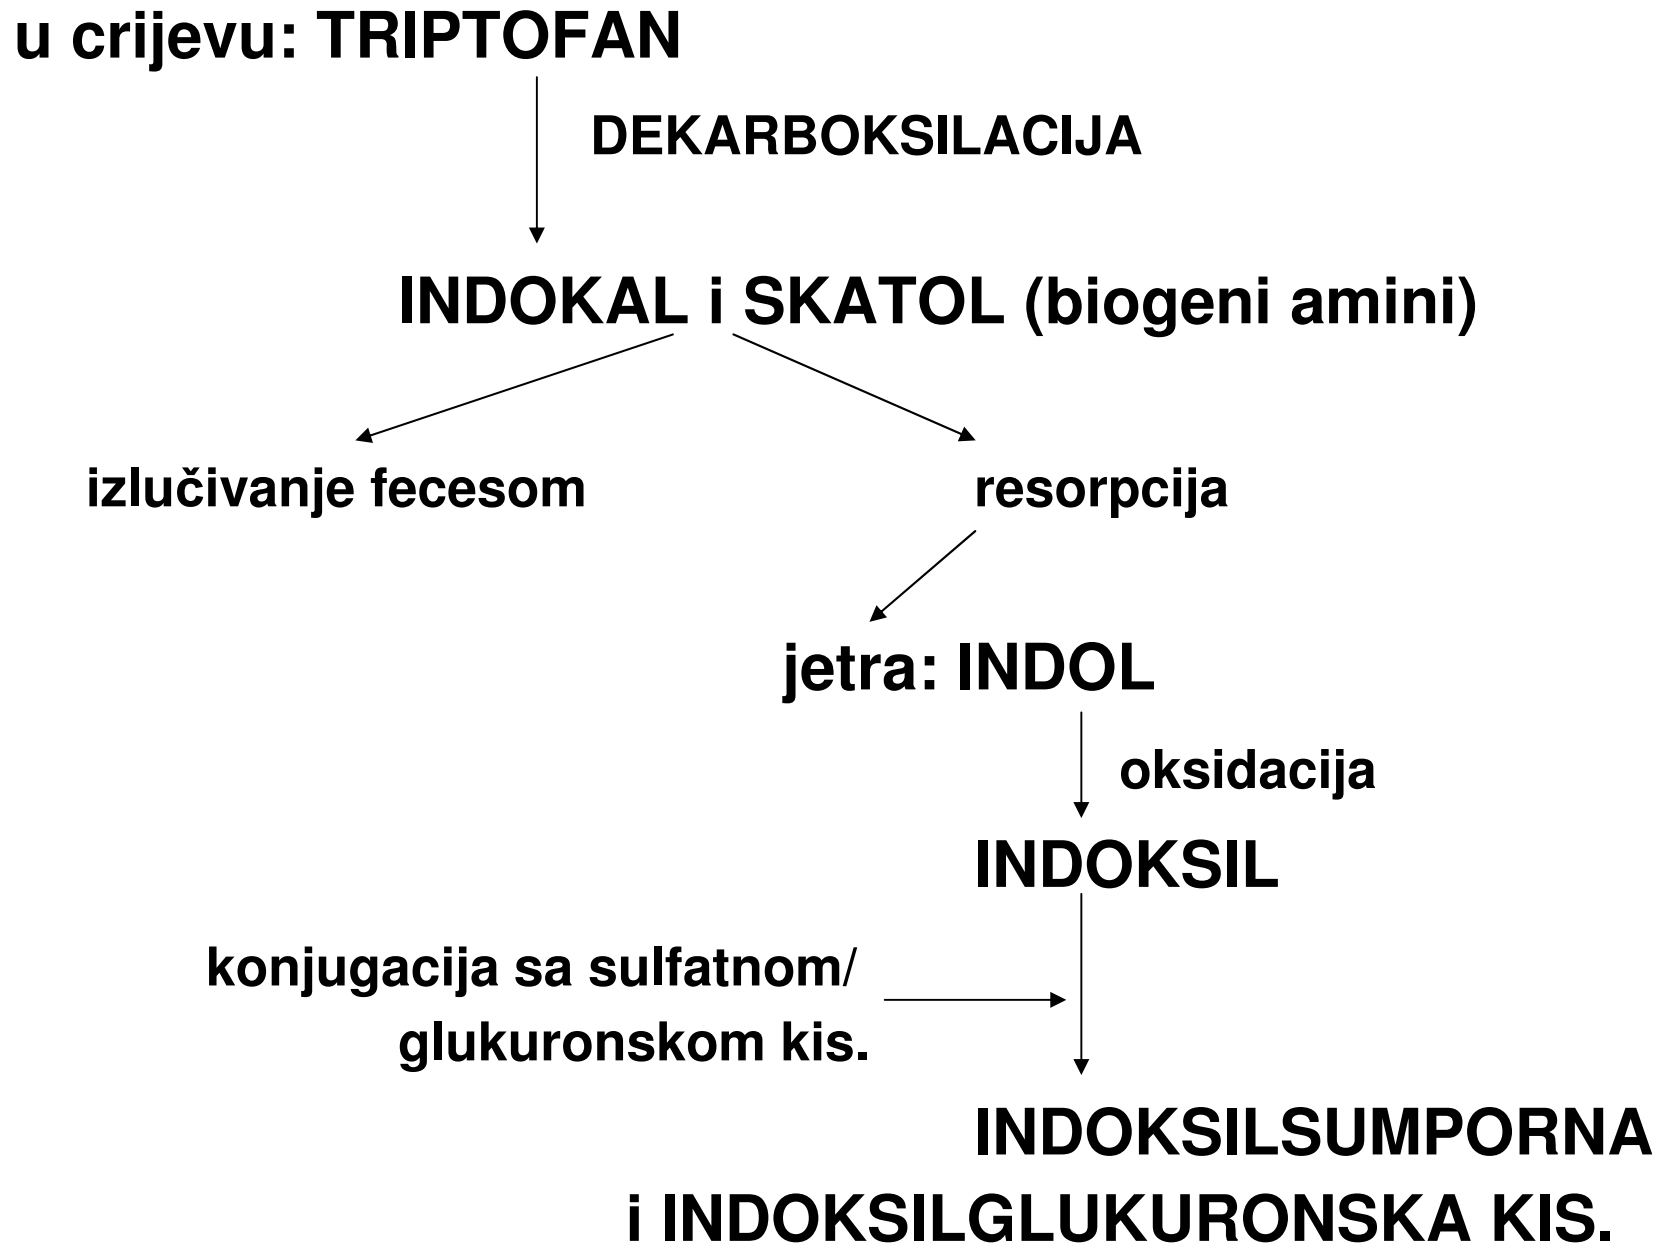 u crijevu: TRIPTOFAN
DEKARBOKSILACIJA
INDOKAL i SKATOL (biogeni amini)
izlučivanje fecesom
resorpcija
jetra: INDOL
oksidacija
INDOKSIL
konjugacija sa sulfatnom/
glukuronskom kis.
INDOKSILSUMPORNA
i INDOKSILGLUKURONSKA KIS.